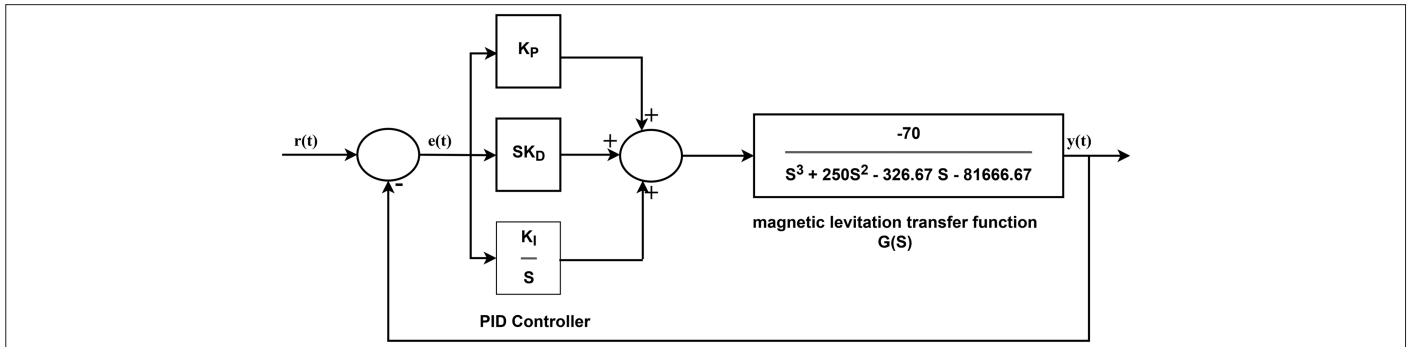 K_P
r(t)
e(t)
SK_D
+
+
+
-
-70
S^3 + 250S^2 - 326.67 S - 81666.67
y(t)
magnetic levitation transfer function
G(S)
K_I
S
PID Controller